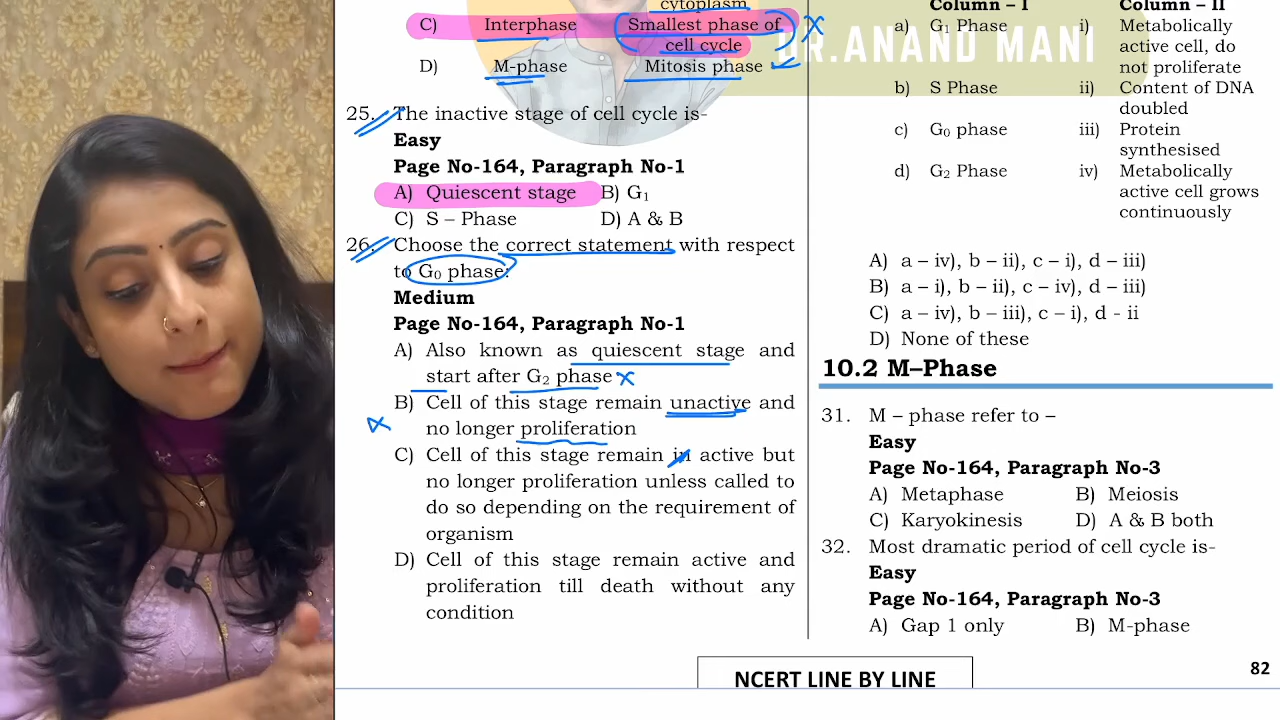 cytoplasm
C) Interphase Smallest phase of
cell cycle
D) M-phase Mitosis phase
25. The inactive stage of cell cycle is-
Easy
Page No-164, Paragraph No-1
A) Quiescent stage B) G₁
C) S – Phase D) A & B
26. Choose the correct statement with respect
to G₀ phase:
Medium
Page No-164, Paragraph No-1
A) Also known as quiescent stage and
start after G₂ phase
B) Cell of this stage remain unactive and
no longer proliferation
C) Cell of this stage remain in active but
no longer proliferation unless called to
do so depending on the requirement of
organism
D) Cell of this stage remain active and
proliferation till death without any
condition
DR.ANAND MANI
Column – I Column – II
a) G₁ Phase i) Metabolically
active cell, do
not proliferate
b) S Phase ii) Content of DNA
doubled
c) G₀ phase iii) Protein
synthesised
d) G₂ Phase iv) Metabolically
active cell grows
continuously
A) a – iv), b – ii), c – i), d – iii)
B) a – i), b – ii), c – iv), d – iii)
C) a – iv), b – iii), c – i), d - ii
D) None of these
10.2 M–Phase
31. M – phase refer to –
Easy
Page No-164, Paragraph No-3
A) Metaphase B) Meiosis
C) Karyokinesis D) A & B both
32. Most dramatic period of cell cycle is-
Easy
Page No-164, Paragraph No-3
A) Gap 1 only B) M-phase
82
NCERT LINE BY LINE